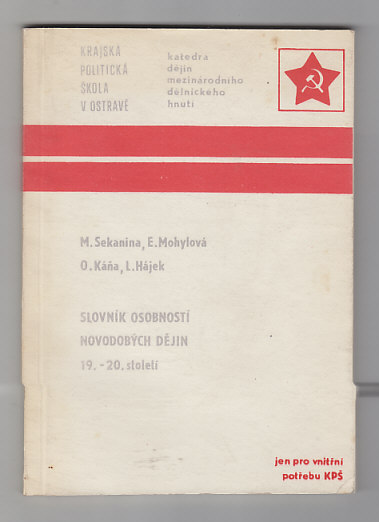 KRAJSKÁ
POLITICKÁ
ŠKOLA
V OSTRAVĚ
katedra
dějin
mezinárodního
dělnického
hnutí
M. Sekanina, E. Mohylová
O. Káňa, L. Hájek
SLOVNÍK OSOBNOSTÍ
NOVODOBÝCH DĚJIN
19. - 20. století
jen pro vnitřní
potřebu KPŠ